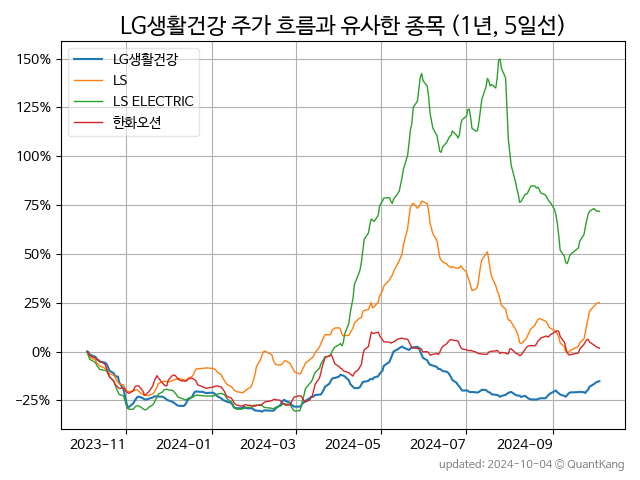 LG생활건강 주가 흐름과 유사한 종목 (1년, 5일선)
LG생활건강
LS
LS ELECTRIC
한화오션
150%
125%
100%
75%
50%
25%
0%
−25%
2023-11
2024-01
2024-03
2024-05
2024-07
2024-09
updated: 2024-10-04 © QuantKang